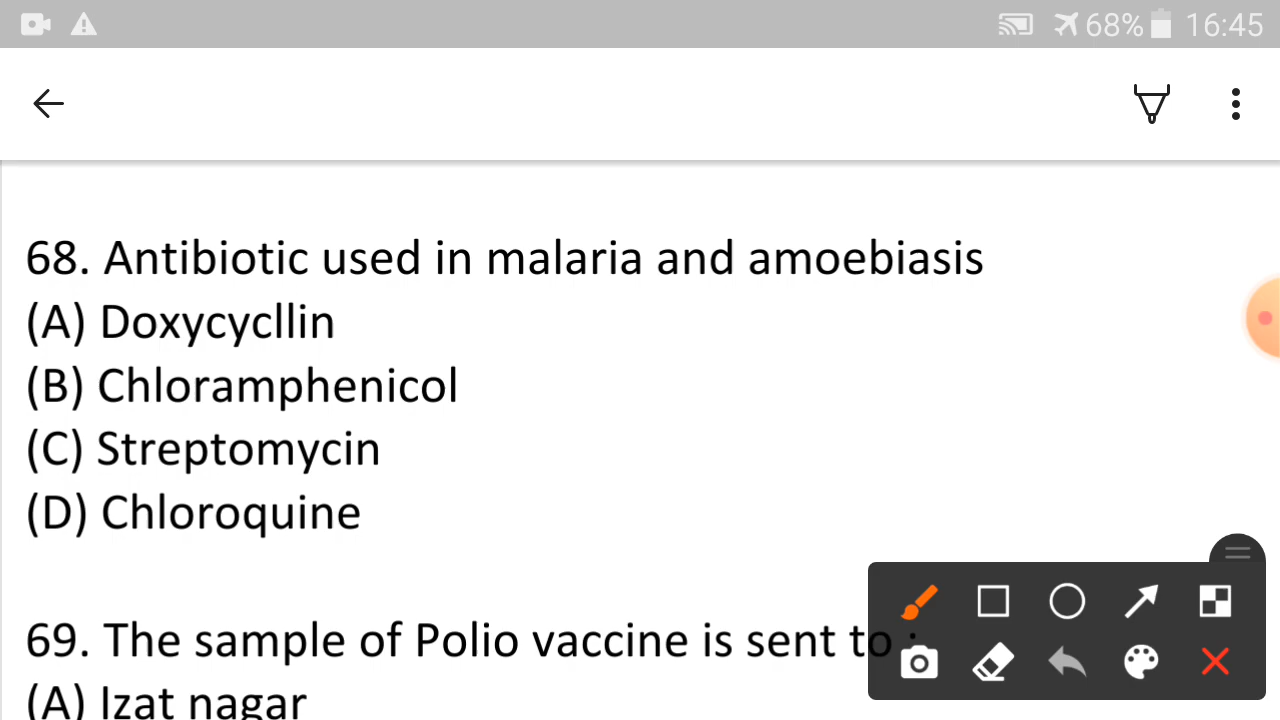 68% 16:45
68. Antibiotic used in malaria and amoebiasis
(A) Doxycycllin
(B) Chloramphenicol
(C) Streptomycin
(D) Chloroquine
69. The sample of Polio vaccine is sent to :
(A) Izat nagar